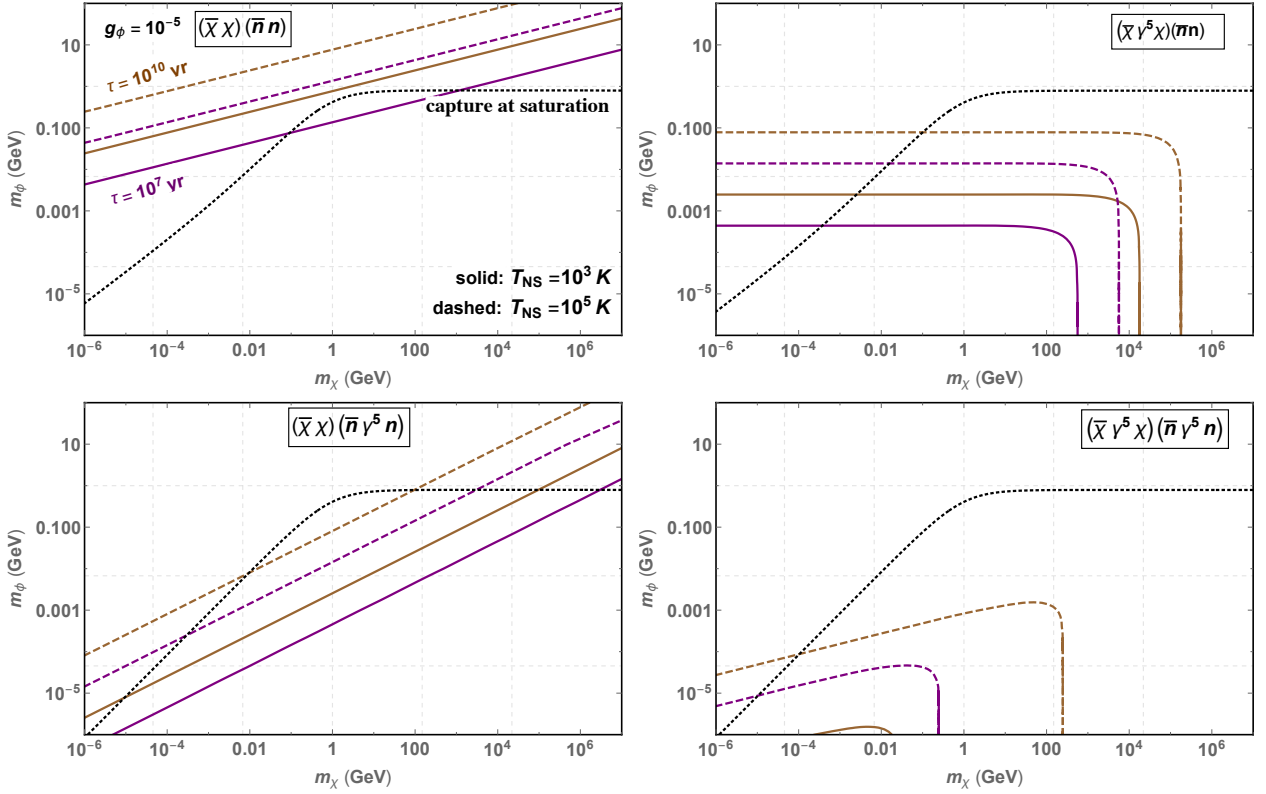 g_ϕ = 10^-5 (χ̄ χ) (n̄ n)
τ = 10^10 yr
capture at saturation
τ = 10^7 yr
solid: T_NS = 10^3 K
dashed: T_NS = 10^5 K
10
0.100
0.001
10^-5
m_ϕ (GeV)
10^-6 10^-4 0.01 1 100 10^4 10^6
m_χ (GeV)
(χ̄ γ^5 χ)(n̄n)
10
0.100
0.001
10^-5
m_ϕ (GeV)
10^-6 10^-4 0.01 1 100 10^4 10^6
m_χ (GeV)
(χ̄ χ) (n̄ γ^5 n)
10
0.100
0.001
10^-5
m_ϕ (GeV)
10^-6 10^-4 0.01 1 100 10^4 10^6
m_χ (GeV)
(χ̄ γ^5 χ) (n̄ γ^5 n)
10
0.100
0.001
10^-5
m_ϕ (GeV)
10^-6 10^-4 0.01 1 100 10^4 10^6
m_χ (GeV)